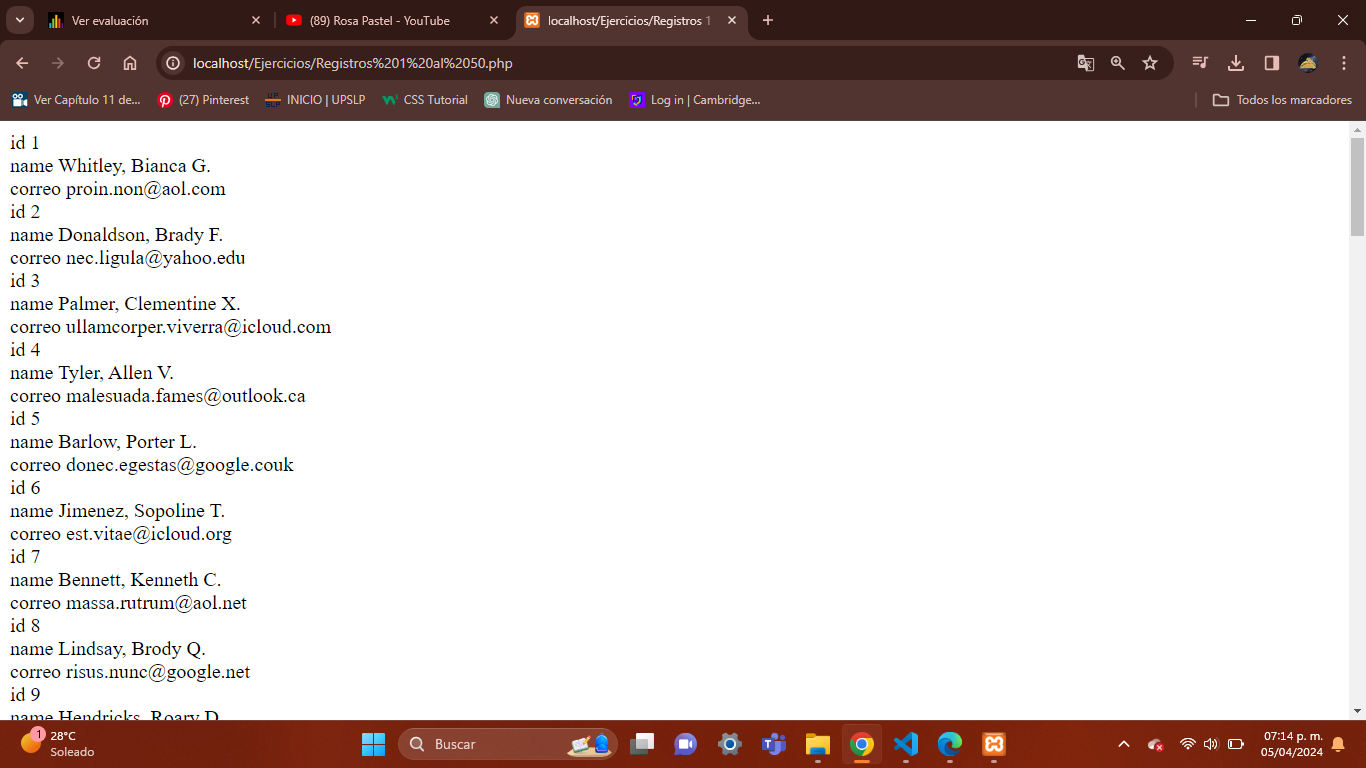 Ver evaluación
(89) Rosa Pastel - YouTube
localhost/Ejercicios/Registros 1
localhost/Ejercicios/Registros%201%20al%2050.php
Ver Capítulo 11 de...
(27) Pinterest
INICIO | UPSLP
CSS Tutorial
Nueva conversación
Log in | Cambridge...
Todos los marcadores
id 1
name Whitley, Bianca G.
correo proin.non@aol.com
id 2
name Donaldson, Brady F.
correo nec.ligula@yahoo.edu
id 3
name Palmer, Clementine X.
correo ullamcorper.viverra@icloud.com
id 4
name Tyler, Allen V.
correo malesuada.fames@outlook.ca
id 5
name Barlow, Porter L.
correo donec.egestas@google.couk
id 6
name Jimenez, Sopoline T.
correo est.vitae@icloud.org
id 7
name Bennett, Kenneth C.
correo massa.rutrum@aol.net
id 8
name Lindsay, Brody Q.
correo risus.nunc@google.net
id 9
name Hendricks, Roary D.
1
28°C
Soleado
Buscar
07:14 p. m.
05/04/2024